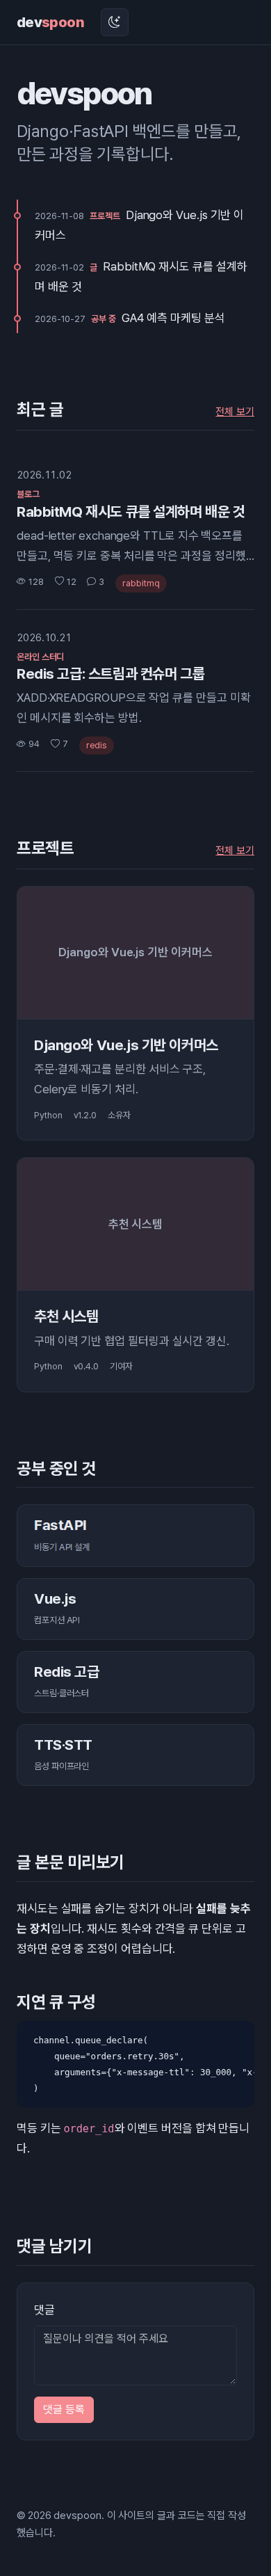 devspoon
devspoon
Django·FastAPI 백엔드를 만들고,
만든 과정을 기록합니다.
2026-11-08 프로젝트 Django와 Vue.js 기반 이
커머스
2026-11-02 글 RabbitMQ 재시도 큐를 설계하
며 배운 것
2026-10-27 공부 중 GA4 예측 마케팅 분석
최근 글 전체 보기
2026.11.02
블로그
RabbitMQ 재시도 큐를 설계하며 배운 것
dead-letter exchange와 TTL로 지수 백오프를
만들고, 멱등 키로 중복 처리를 막은 과정을 정리했...
128 12 3 rabbitmq
2026.10.21
온라인 스터디
Redis 고급: 스트림과 컨슈머 그룹
XADD·XREADGROUP으로 작업 큐를 만들고 미확
인 메시지를 회수하는 방법.
94 7 redis
프로젝트 전체 보기
Django와 Vue.js 기반 이커머스
Django와 Vue.js 기반 이커머스
주문·결제·재고를 분리한 서비스 구조,
Celery로 비동기 처리.
Python v1.2.0 소유자
추천 시스템
추천 시스템
구매 이력 기반 협업 필터링과 실시간 갱신.
Python v0.4.0 기여자
공부 중인 것
FastAPI
비동기 API 설계
Vue.js
컴포지션 API
Redis 고급
스트림·클러스터
TTS·STT
음성 파이프라인
글 본문 미리보기
재시도는 실패를 숨기는 장치가 아니라 실패를 늦추
는 장치입니다. 재시도 횟수와 간격을 큐 단위로 고
정하면 운영 중 조정이 어렵습니다.
지연 큐 구성
channel.queue_declare(
queue="orders.retry.30s",
arguments={"x-message-ttl": 30_000, "x-
)
멱등 키는 order_id와 이벤트 버전을 합쳐 만듭니
다.
댓글 남기기
댓글
질문이나 의견을 적어 주세요
댓글 등록
© 2026 devspoon. 이 사이트의 글과 코드는 직접 작성
했습니다.